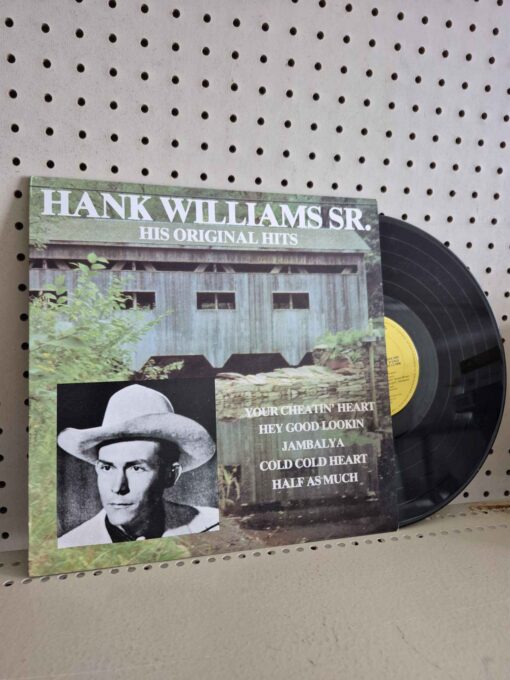 HANK WILLIAMS SR.
HIS ORIGINAL HITS
YOUR CHEATIN' HEART
HEY GOOD LOOKIN
JAMBALYA
COLD COLD HEART
HALF AS MUCH